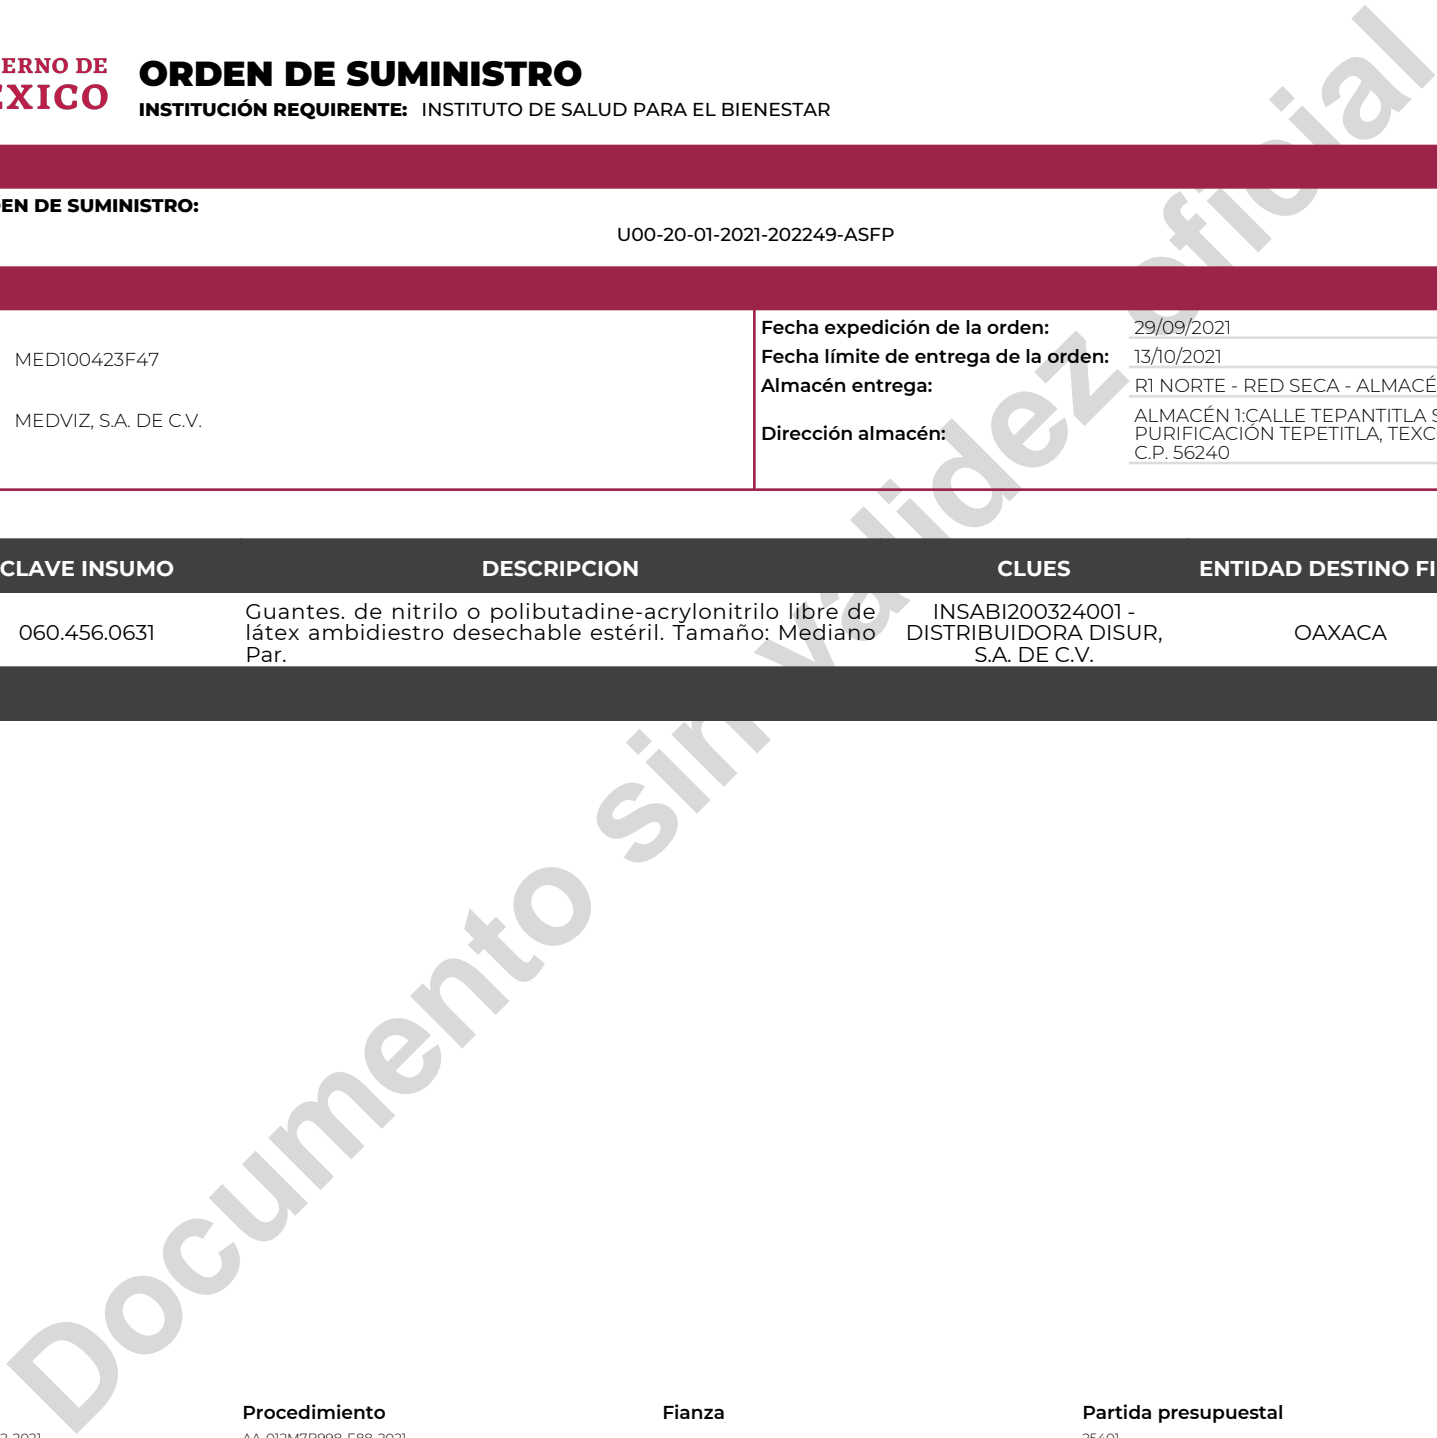 ERNO DE
EXICO
ORDEN DE SUMINISTRO
INSTITUCIÓN REQUIRENTE: INSTITUTO DE SALUD PARA EL BIENESTAR
EN DE SUMINISTRO:
U00-20-01-2021-202249-ASFP
MED100423F47
MEDVIZ, S.A. DE C.V.
Fecha expedición de la orden: 29/09/2021
Fecha límite de entrega de la orden: 13/10/2021
Almacén entrega: R1 NORTE - RED SECA - ALMACÉ
Dirección almacén:
ALMACÉN 1:CALLE TEPANTITLA S
PURIFICACIÓN TEPETITLA, TEXC
C.P. 56240
CLAVE INSUMO DESCRIPCION CLUES ENTIDAD DESTINO FI
060.456.0631
Guantes. de nitrilo o polibutadine-acrylonitrilo libre de
látex ambidiestro desechable estéril. Tamaño: Mediano
Par.
INSABI200324001 -
DISTRIBUIDORA DISUR,
S.A. DE C.V.
OAXACA
Documento sin validez oficial
Procedimiento Fianza Partida presupuestal